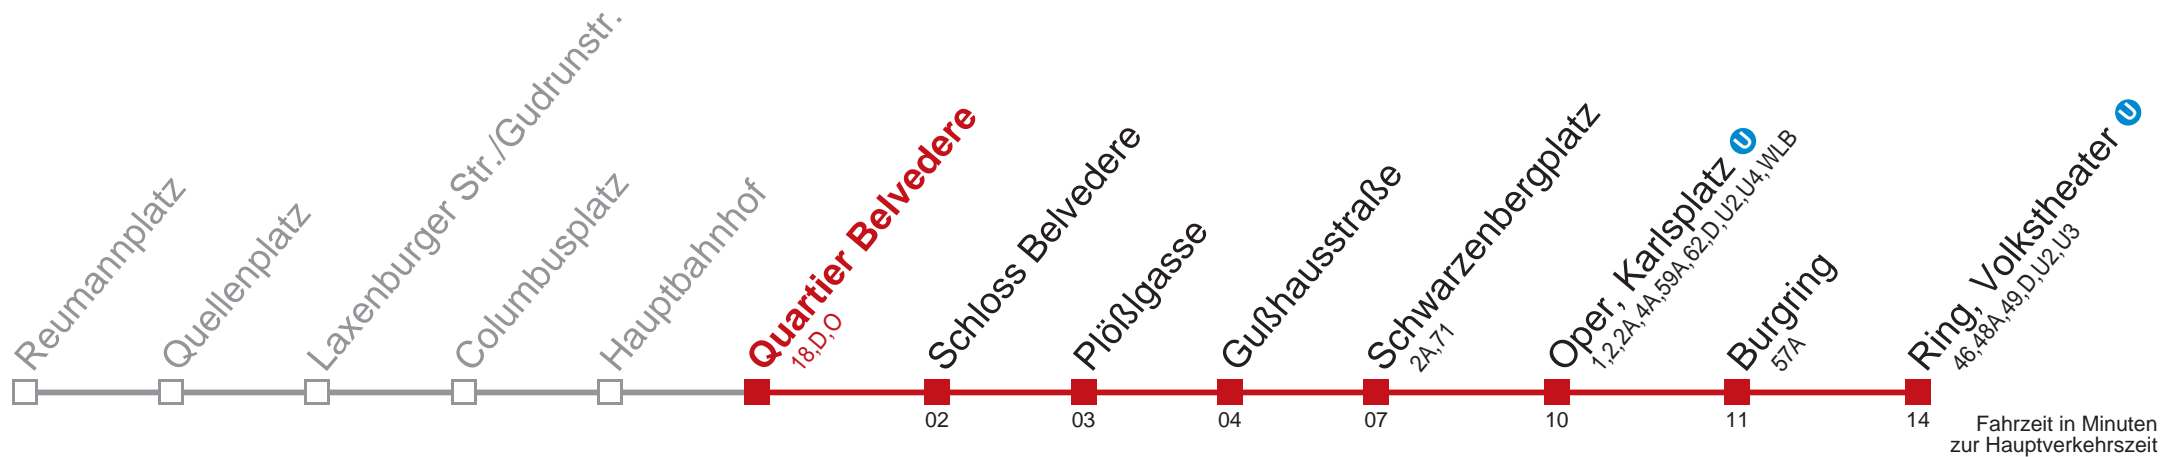 Reumannplatz
Quellenplatz
Laxenburger Str./Gudrunstr.
Columbusplatz
Hauptbahnhof
Quartier Belvedere
18,D,O
Schloss Belvedere
Plößlgasse
Gußhausstraße
Schwarzenbergplatz
2A,71
Oper, Karlsplatz U
1,2,2A,4A,59A,62,D,U2,U4,WLB
Burgring
57A
Ring, Volkstheater U
46,48A,49,D,U2,U3
02
03
04
07
10
11
14
Fahrzeit in Minuten
zur Hauptverkehrszeit